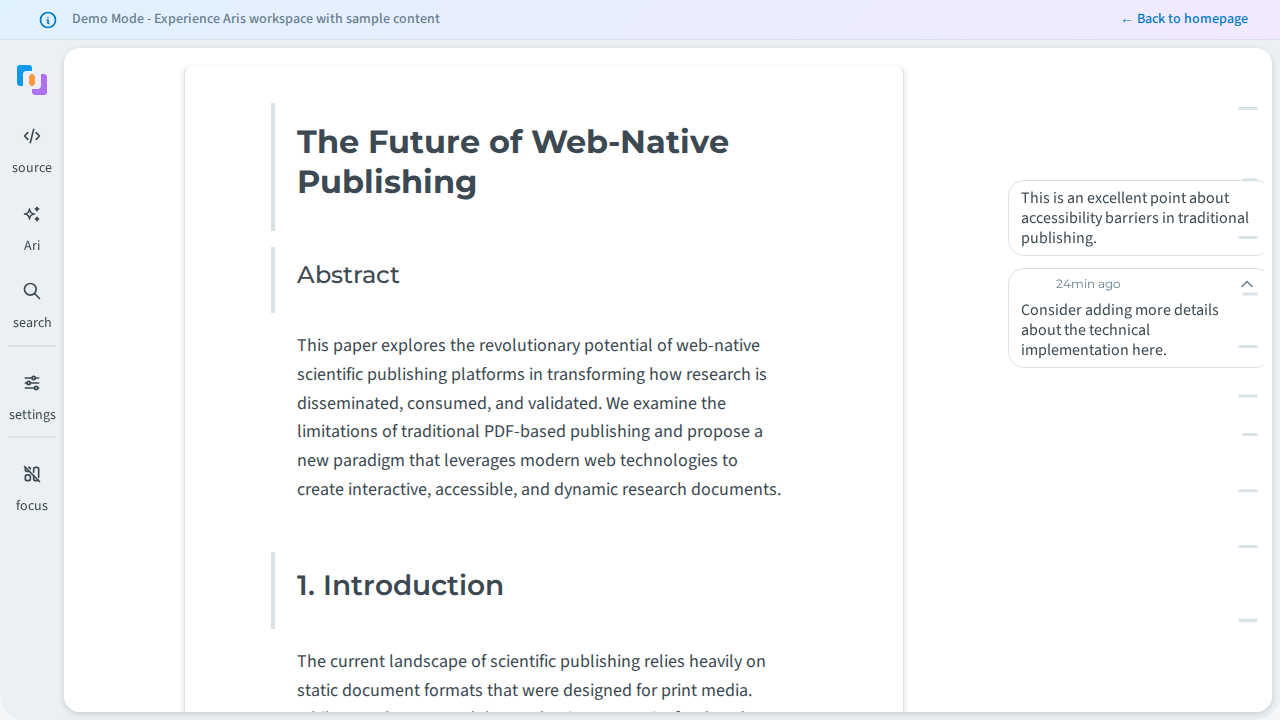 Demo Mode - Experience Aris workspace with sample content
← Back to homepage
source
Ari
search
settings
focus
The Future of Web-Native
Publishing
Abstract
This paper explores the revolutionary potential of web-native
scientific publishing platforms in transforming how research is
disseminated, consumed, and validated. We examine the
limitations of traditional PDF-based publishing and propose a
new paradigm that leverages modern web technologies to
create interactive, accessible, and dynamic research documents.
1. Introduction
The current landscape of scientific publishing relies heavily on
static document formats that were designed for print media.
This is an excellent point about
accessibility barriers in traditional
publishing.
24min ago
Consider adding more details
about the technical
implementation here.